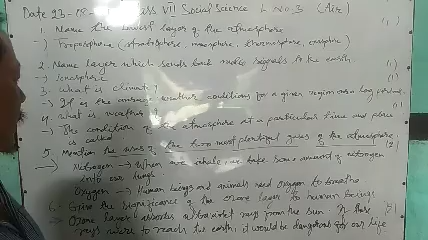 Date 23-08- Class VII Social Science L No.3 (Air)
1. Name the lowest layer of the atmosphere (1)
-> Troposphere (stratosphere, mesosphere, thermosphere,
2. Name layer which sends back radio signals to the earth (1)
-> Ionosphere (1)
3. What is climate?
-> It is the average weather conditions for a given region over a long period.
4. What is weather? (1)
-> The condition of the atmosphere at a particular time and place is called
5. Mention the uses of the two most plentiful gases of the atmosphere. (2)
-> Nitrogen -> When we inhale, we take some amount of nitrogen
into our lungs.
Oxygen - Human beings and animals need oxygen to breathe
6. Give the significance of the ozone layer to human beings
-> Ozone layer absorbs ultraviolet rays from the sun. If these
rays were to reach the earth, it would be dangerous for our life